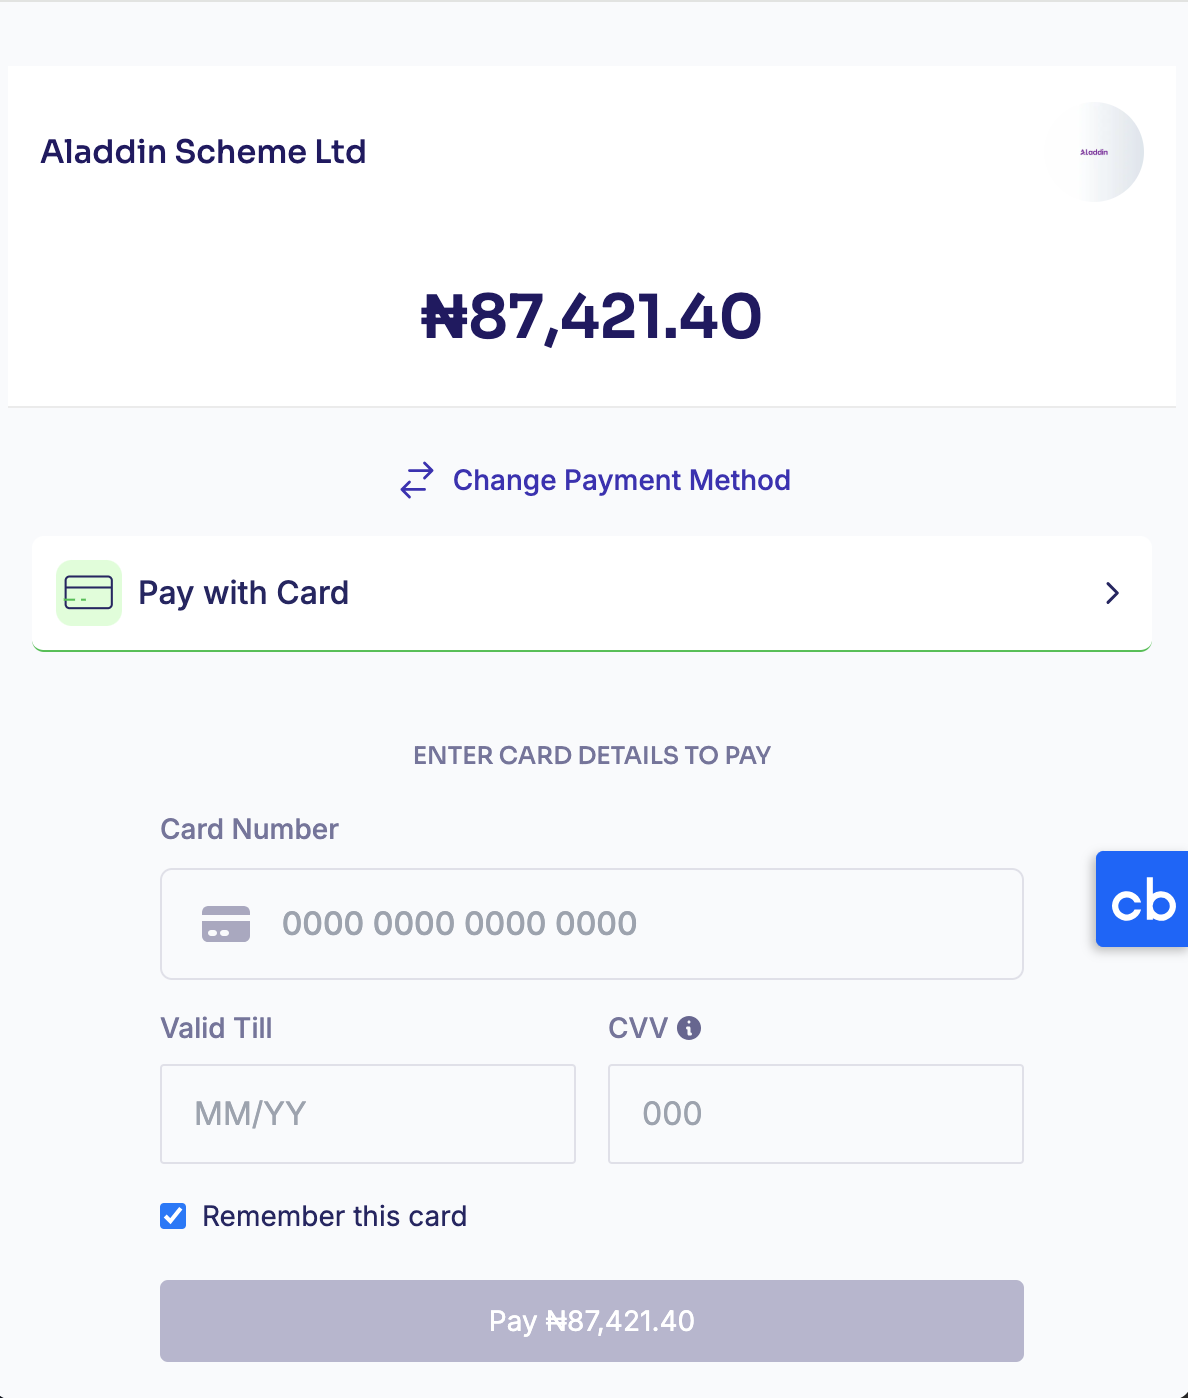 Aladdin Scheme Ltd
Aladdin
₦87,421.40
Change Payment Method
Pay with Card
ENTER CARD DETAILS TO PAY
Card Number
0000 0000 0000 0000
cb
Valid Till
CVV
MM/YY
000
Remember this card
Pay ₦87,421.40